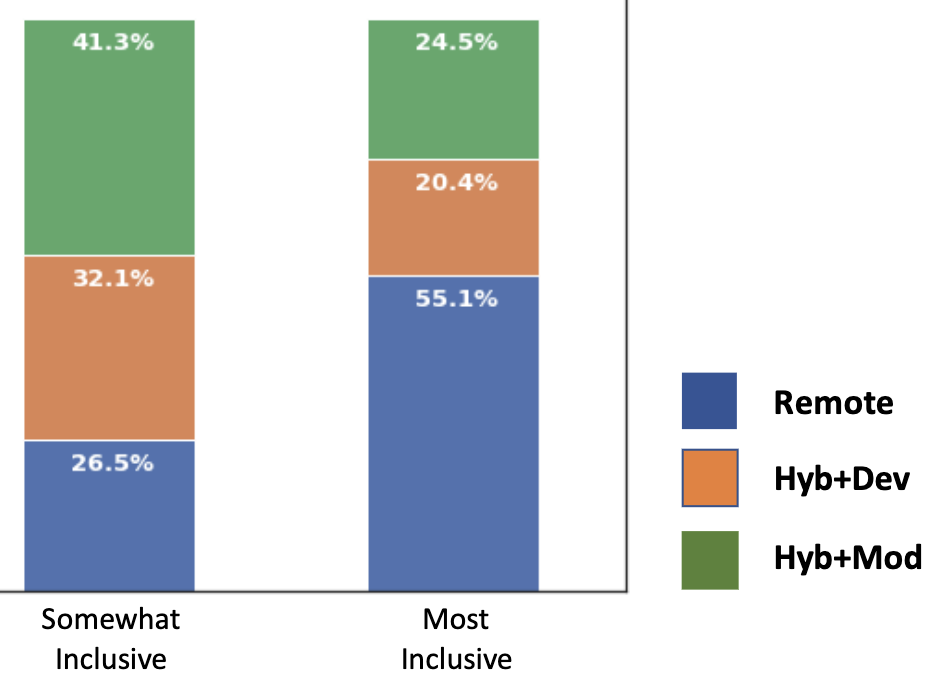 41.3%
24.5%
32.1%
20.4%
26.5%
55.1%
Somewhat
Inclusive
Most
Inclusive
Remote
Hyb+Dev
Hyb+Mod